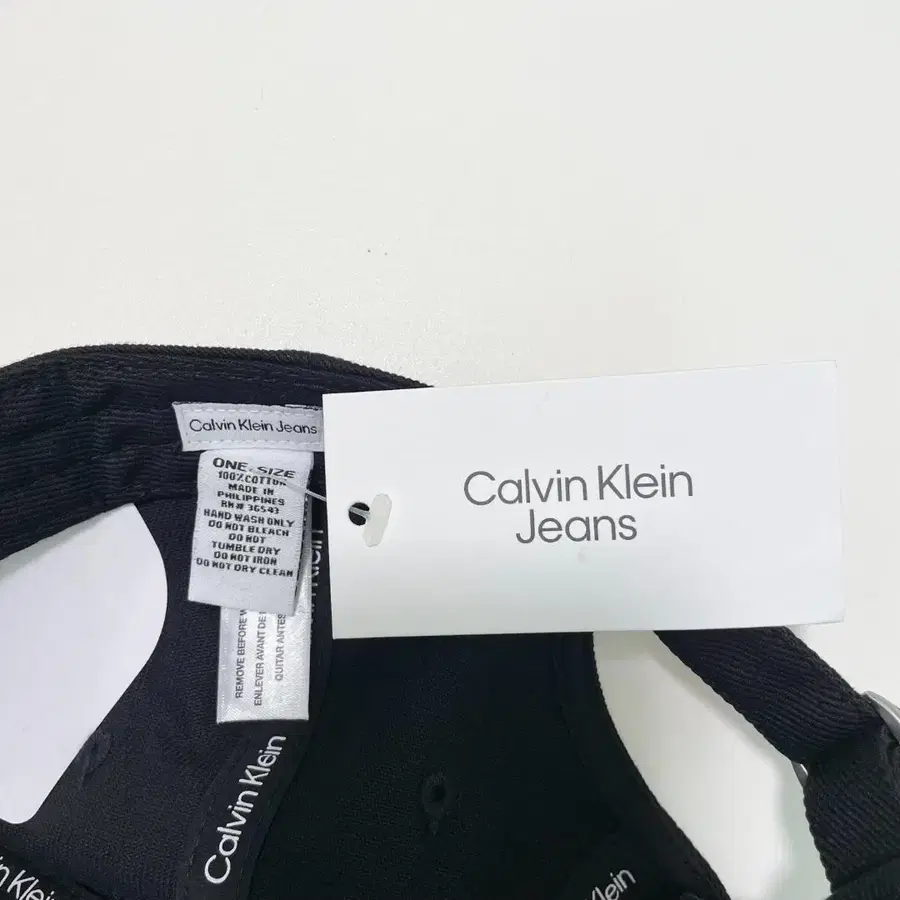 Calvin Klein Jeans
ONE SIZE
100%COTTON
MADE IN
PHILIPPINES
RN# 36543
HAND WASH ONLY
DO NOT BLEACH
DO NOT
TUMBLE DRY
DO NOT IRON
DO NOT DRY CLEAN
REMOVE BEFORE
ENLEVER AVANT DE
QUITAR ANTES
Calvin Klein
Jeans
Calvin Klein
Klein
Klein